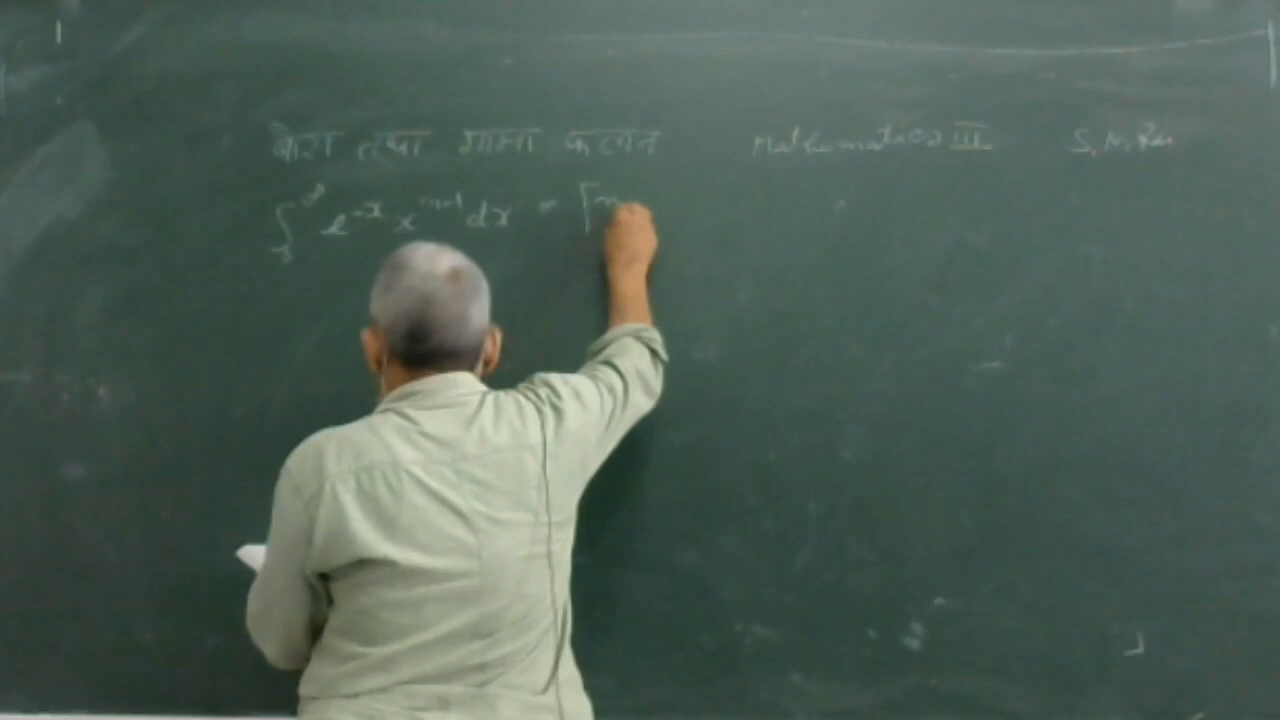 बीटा तथा गामा फलन Mathematics III S. N. Rai
∫₀^∞ e^{-x} x^{n-1} dx = Γn